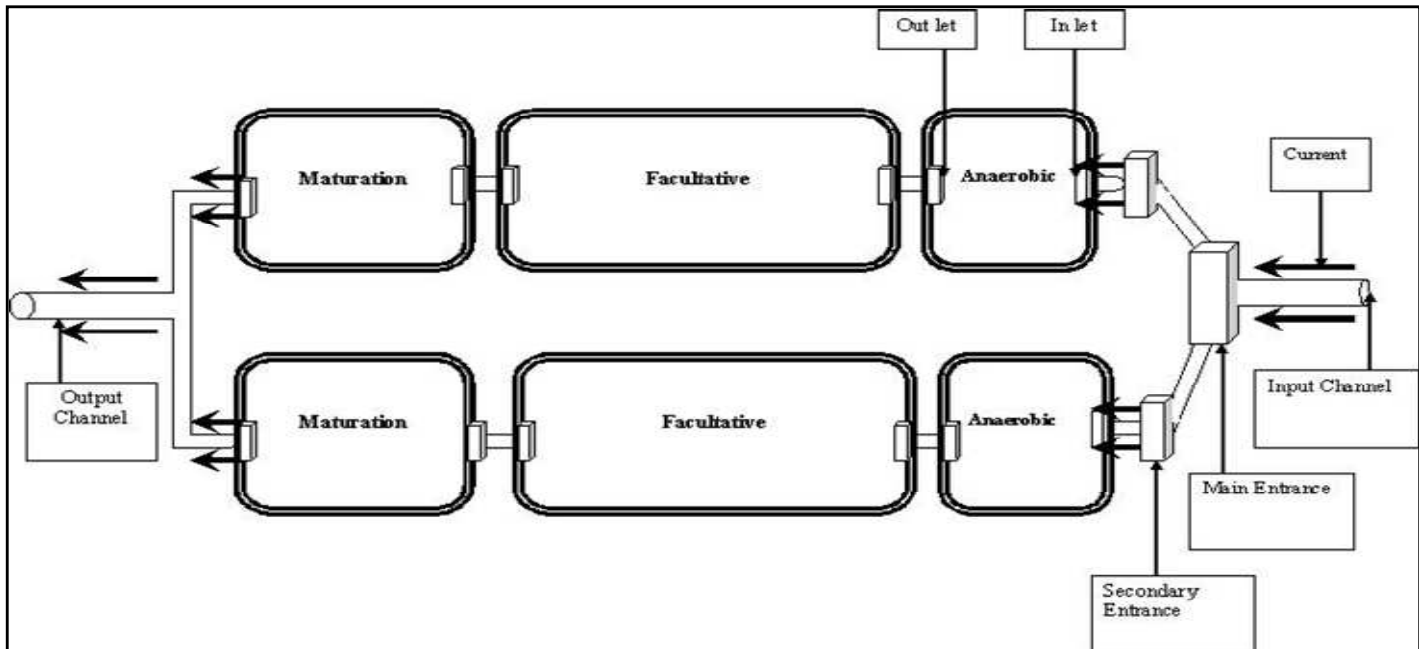 Out let
In let
Current
Maturation
Facultative
Anaerobic
Input Channel
Output
Channel
Maturation
Facultative
Anaerobic
Main Entrance
Secondary
Entrance